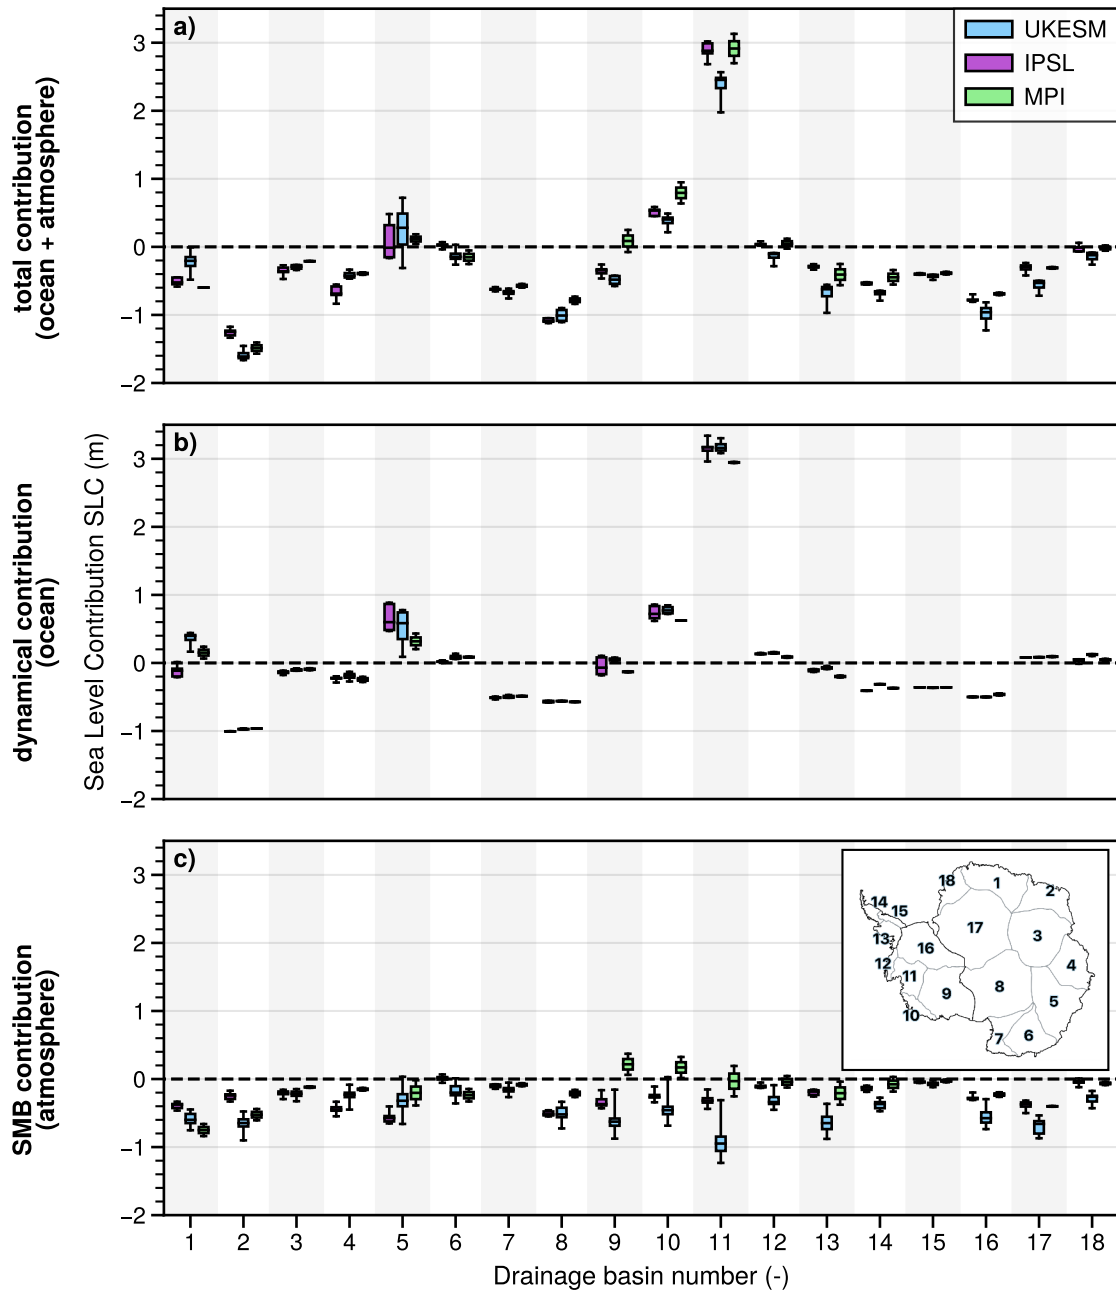 a)
UKESM
IPSL
MPI
total contribution
(ocean + atmosphere)
3
2
1
0
−1
−2
b)
dynamical contribution
(ocean)
Sea Level Contribution SLC (m)
3
2
1
0
−1
−2
c)
SMB contribution
(atmosphere)
3
2
1
0
−1
−2
18 1 2
14 15
17 3
13 16
12 11 4
8
9 5
10
7 6
1 2 3 4 5 6 7 8 9 10 11 12 13 14 15 16 17 18
Drainage basin number (-)